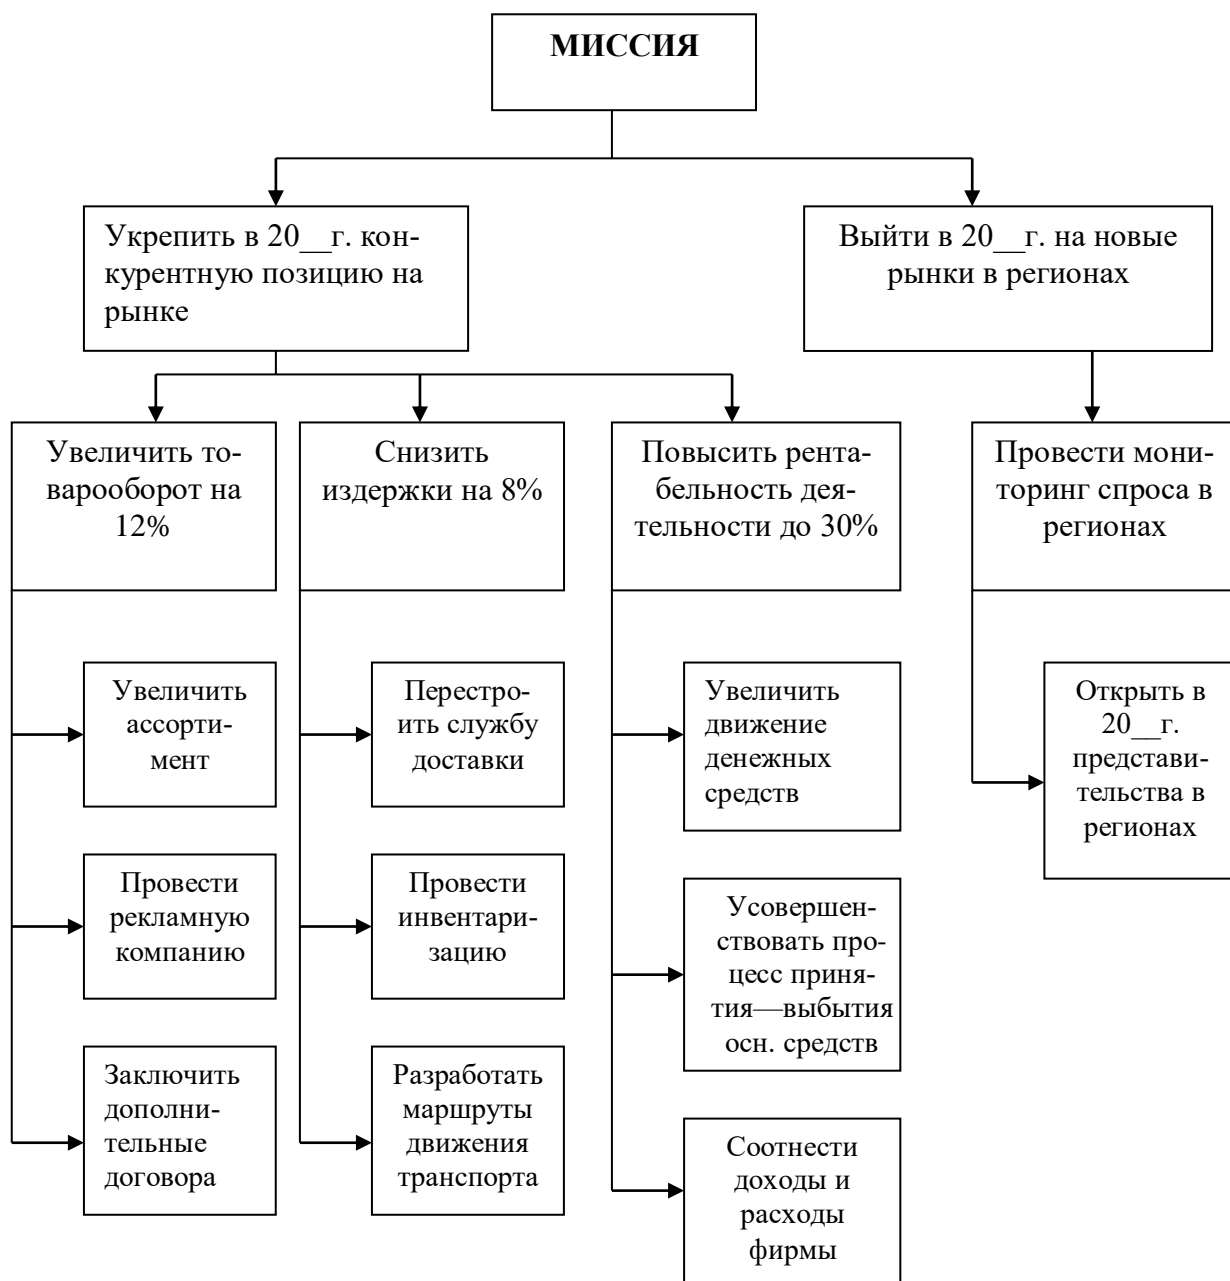 МИССИЯ
Укрепить в 20__г. кон-
курентную позицию на
рынке
Выйти в 20__г. на новые
рынки в регионах
Увеличить то-
варооборот на
12%
Снизить
издержки на 8%
Повысить рента-
бельность дея-
тельности до 30%
Провести мони-
торинг спроса в
регионах
Увеличить
ассорти-
мент
Перестро-
ить службу
доставки
Увеличить
движение
денежных
средств
Открыть в
20__г.
представи-
тельства в
регионах
Провести
рекламную
компанию
Провести
инвентари-
зацию
Усовершен-
ствовать про-
цесс приня-
тия—выбытия
осн. средств
Заключить
дополни-
тельные
договора
Разработать
маршруты
движения
транспорта
Соотнести
доходы и
расходы
фирмы